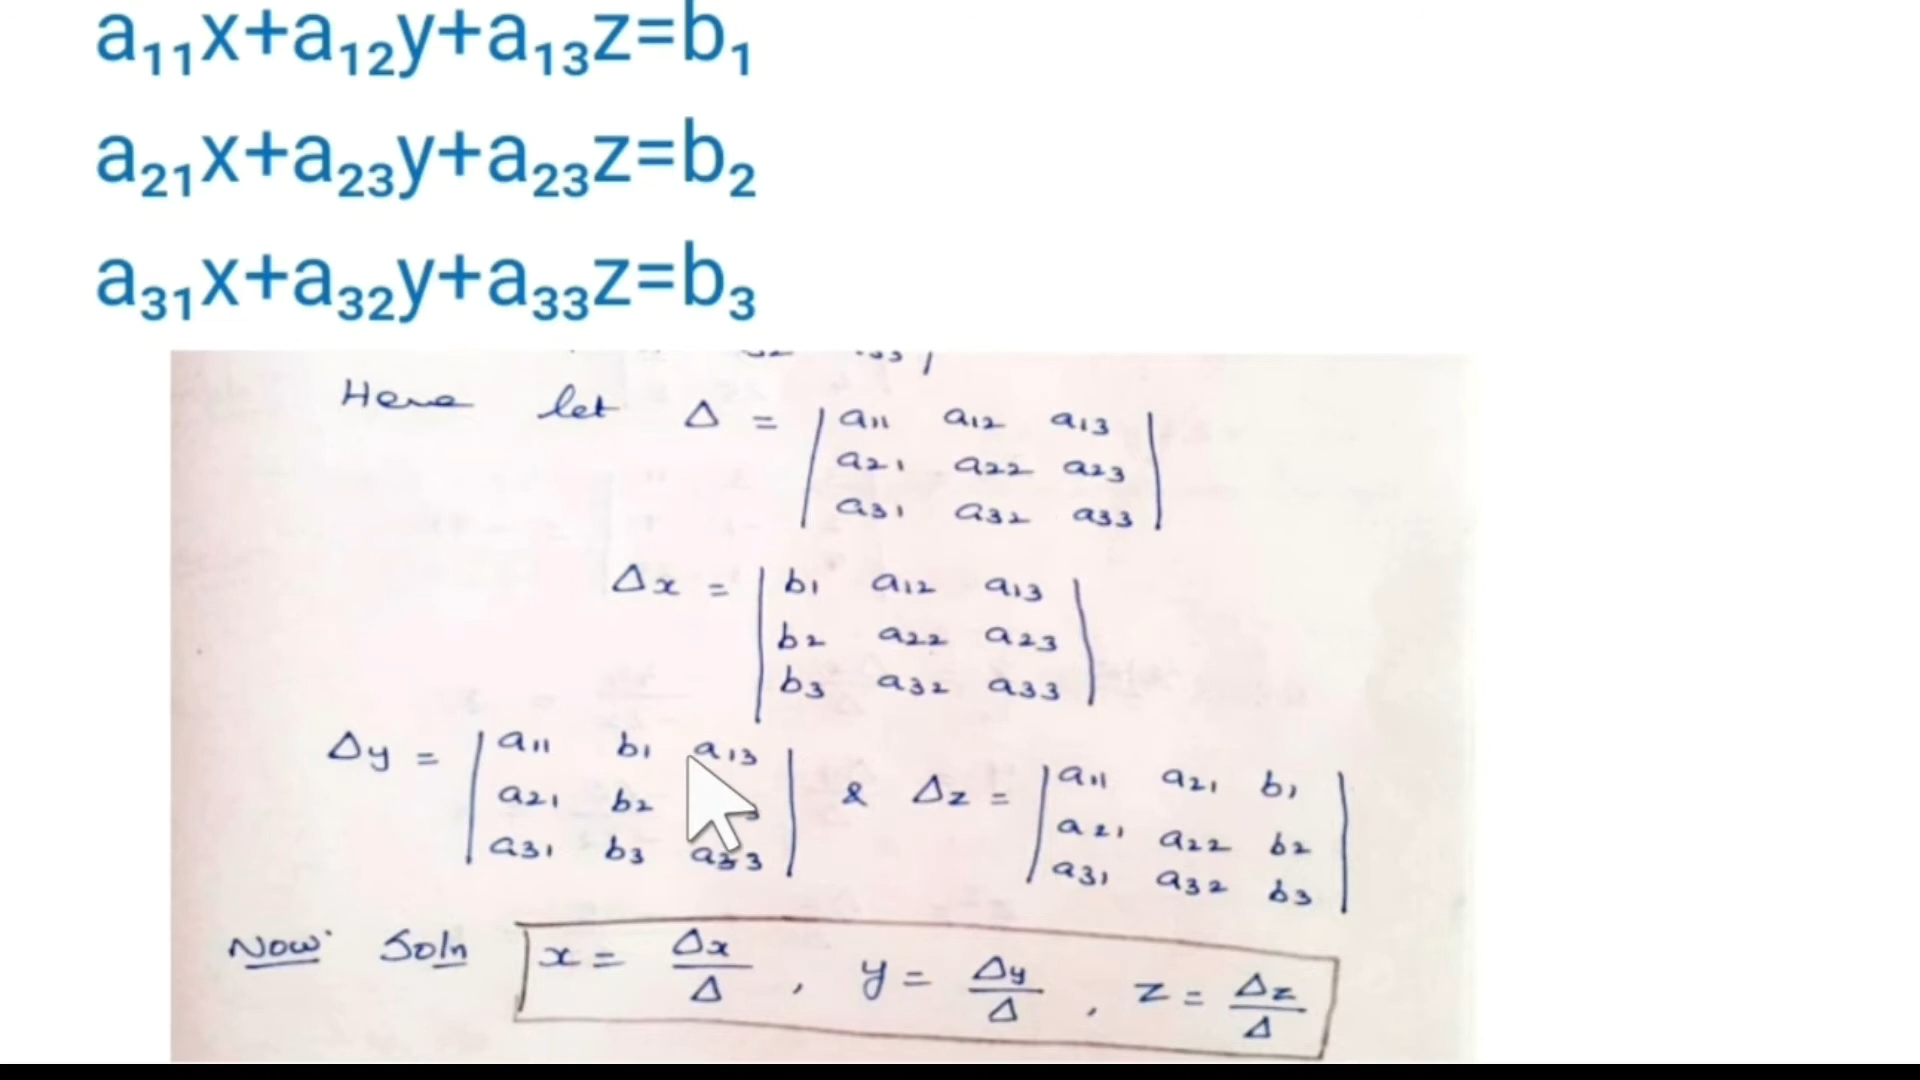 a₁₁x+a₁₂y+a₁₃z=b₁
a₂₁x+a₂₃y+a₂₃z=b₂
a₃₁x+a₃₂y+a₃₃z=b₃
Here let Δ = | a11 a12 a13 |
| a21 a22 a23 |
| a31 a32 a33 |
Δx = | b1 a12 a13 |
| b2 a22 a23 |
| b3 a32 a33 |
Δy = | a11 b1 a13 | & Δz = | a11 a21 b1 |
| a21 b2 | | a21 a22 b2 |
| a31 b3 a33 | | a31 a32 b3 |
Now Soln x = Δx/Δ , y = Δy/Δ , z = Δz/Δ